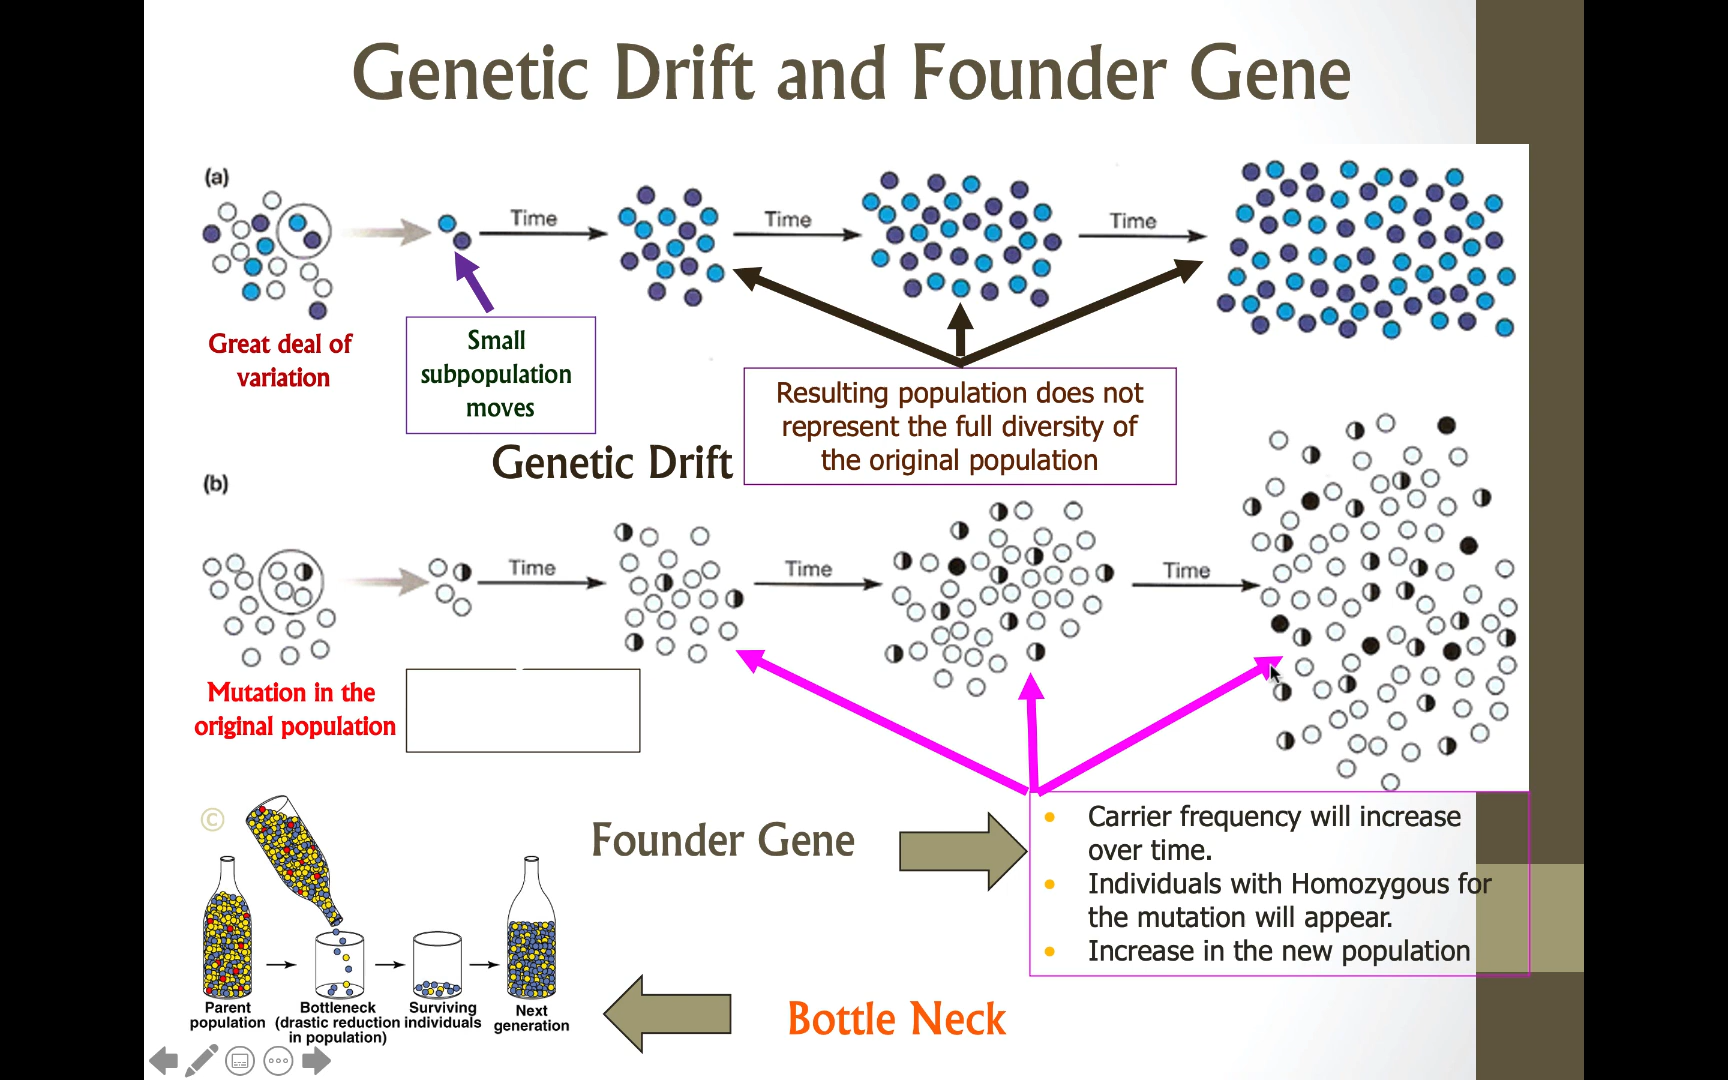 Genetic Drift and Founder Gene
(a)
Time
Time
Time
Great deal of
variation
Small
subpopulation
moves
Resulting population does not
represent the full diversity of
the original population
Genetic Drift
(b)
Time
Time
Time
Mutation in the
original population
©
Founder Gene
• Carrier frequency will increase
over time.
• Individuals with Homozygous for
the mutation will appear.
• Increase in the new population
Parent
population
Bottleneck
(drastic reduction
in population)
Surviving
individuals
Next
generation
Bottle Neck